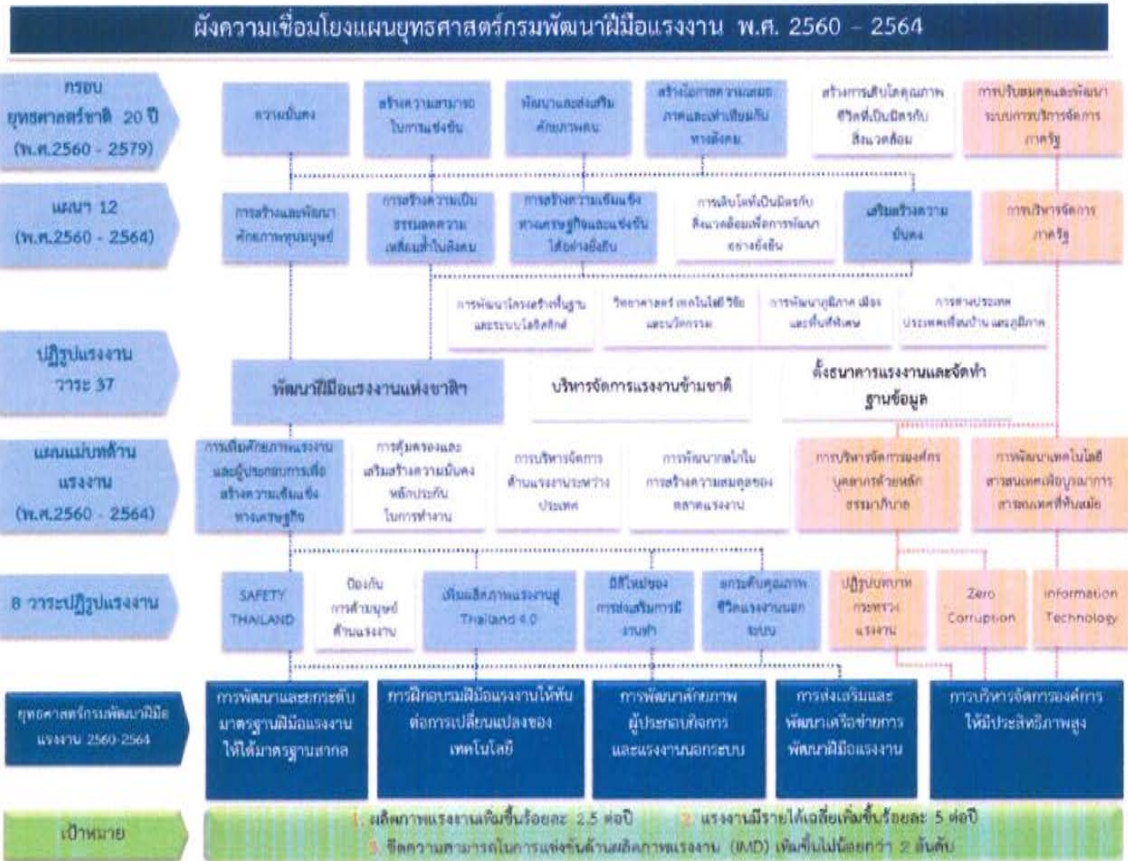 ผังความเชื่อมโยงแผนยุทธศาสตร์กรมพัฒนาฝีมือแรงงาน พ.ศ. 2560 – 2564
กรอบ
ยุทธศาสตร์ชาติ 20 ปี
(พ.ศ.2560 - 2579)
ความมั่นคง
สร้างความสามารถ
ในการแข่งขัน
พัฒนาและส่งเสริม
ศักยภาพคน
สร้างโอกาสความเสมอ
ภาคและเท่าเทียมกัน
ทางสังคม
สร้างการเติบโตคุณภาพ
ชีวิตที่เป็นมิตรกับ
สิ่งแวดล้อม
การปรับสมดุลและพัฒนา
ระบบการบริหารจัดการ
ภาครัฐ
แผนฯ 12
(พ.ศ.2560 - 2564)
การสร้างและพัฒนา
ศักยภาพทุนมนุษย์
การสร้างความเป็น
ธรรมลดความ
เหลื่อมล้ำในสังคม
การสร้างความเข้มแข็ง
ทางเศรษฐกิจและแข่งขัน
ได้อย่างยั่งยืน
การเติบโตที่เป็นมิตรกับ
สิ่งแวดล้อมเพื่อการพัฒนา
อย่างยั่งยืน
เสริมสร้างความ
มั่นคง
การบริหารจัดการ
ภาครัฐ
การพัฒนาโครงสร้างพื้นฐาน
และระบบโลจิสติกส์
วิทยาศาสตร์ เทคโนโลยี วิจัย
และนวัตกรรม
การพัฒนาภูมิภาค เมือง
และพื้นที่พิเศษ
การต่างประเทศ
ประเทศเพื่อนบ้าน และภูมิภาค
ปฏิรูปแรงงาน
วาระ 37
พัฒนาฝีมือแรงงานแห่งชาติฯ
บริหารจัดการแรงงานข้ามชาติ
ตั้งธนาคารแรงงานและจัดทำ
ฐานข้อมูล
แผนแม่บทด้าน
แรงงาน
(พ.ศ.2560 - 2564)
การเพิ่มศักยภาพแรงงาน
และผู้ประกอบการเพื่อ
สร้างความเข้มแข็ง
ทางเศรษฐกิจ
การคุ้มครองและ
เสริมสร้างความมั่นคง
หลักประกัน
ในการทำงาน
การบริหารจัดการ
ด้านแรงงานระหว่าง
ประเทศ
การพัฒนากลไกใน
การสร้างความสมดุลของ
ตลาดแรงงาน
การบริหารจัดการองค์กร
บุคลากรด้วยหลัก
ธรรมาภิบาล
การพัฒนาเทคโนโลยี
สารสนเทศเพื่อบูรณาการ
สารสนเทศที่ทันสมัย
8 วาระปฏิรูปแรงงาน
SAFETY
THAILAND
ป้องกัน
การค้ามนุษย์
ด้านแรงงาน
เพิ่มผลิตภาพแรงงานสู่
Thailand 4.0
มิติใหม่ของ
การส่งเสริมการมี
งานทำ
ยกระดับคุณภาพ
ชีวิตแรงงานนอก
ระบบ
ปฏิรูปบทบาท
กระทรวง
แรงงาน
Zero
Corruption
Information
Technology
ยุทธศาสตร์กรมพัฒนาฝีมือ
แรงงาน 2560-2564
การพัฒนาและยกระดับ
มาตรฐานฝีมือแรงงาน
ให้ได้มาตรฐานสากล
การฝึกอบรมฝีมือแรงงานให้ทัน
ต่อการเปลี่ยนแปลงของ
เทคโนโลยี
การพัฒนาศักยภาพ
ผู้ประกอบกิจการ
และแรงงานนอกระบบ
การส่งเสริมและ
พัฒนาเครือข่ายการ
พัฒนาฝีมือแรงงาน
การบริหารจัดการองค์การ
ให้มีประสิทธิภาพสูง
เป้าหมาย
1. ผลิตภาพแรงงานเพิ่มขึ้นร้อยละ 2.5 ต่อปี 2. แรงงานมีรายได้เฉลี่ยเพิ่มขึ้นร้อยละ 5 ต่อปี
3. ขีดความสามารถในการแข่งขันด้านผลิตภาพแรงงาน (IMD) เพิ่มขึ้นไม่น้อยกว่า 2 อันดับ